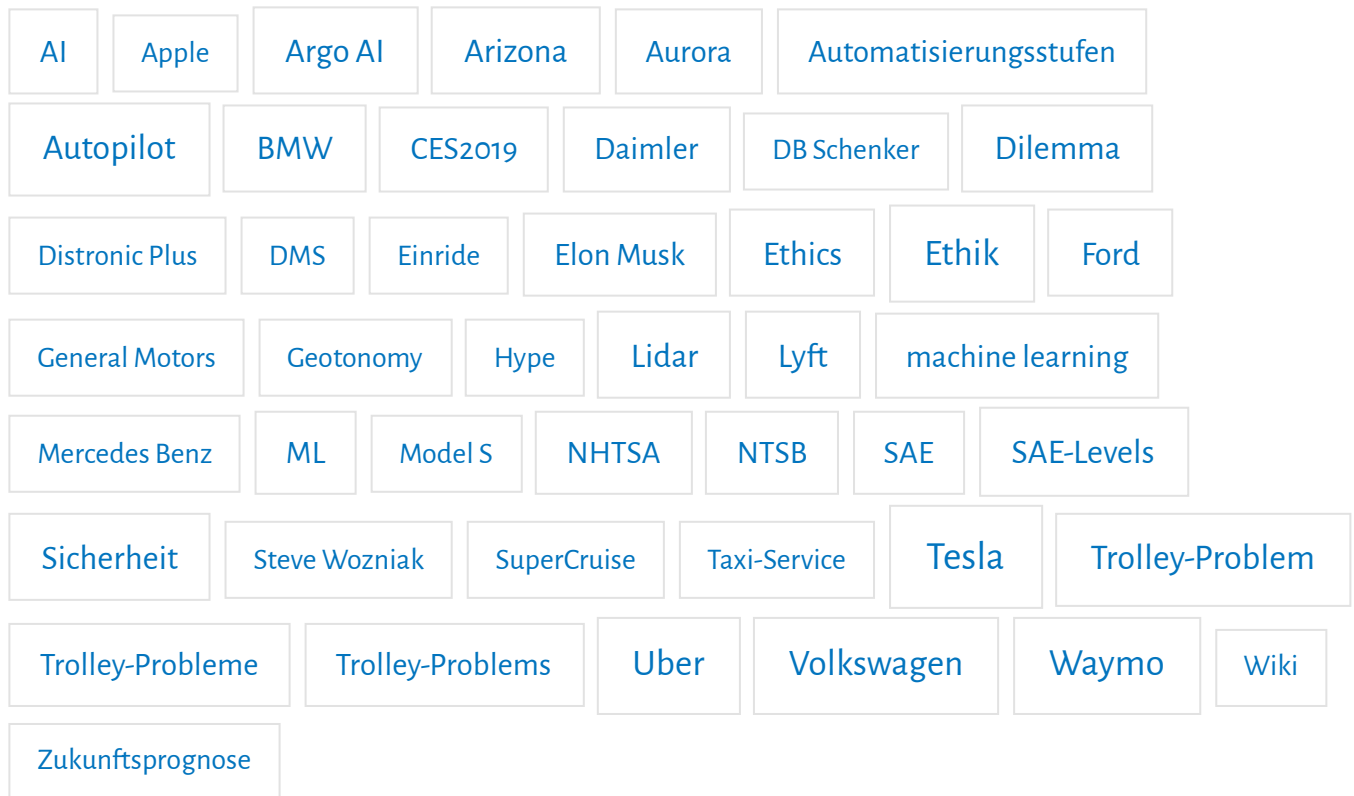 AI Apple Argo AI Arizona Aurora Automatisierungsstufen
Autopilot BMW CES2019 Daimler DB Schenker Dilemma
Distronic Plus DMS Einride Elon Musk Ethics Ethik Ford
General Motors Geotonomy Hype Lidar Lyft machine learning
Mercedes Benz ML Model S NHTSA NTSB SAE SAE-Levels
Sicherheit Steve Wozniak SuperCruise Taxi-Service Tesla Trolley-Problem
Trolley-Probleme Trolley-Problems Uber Volkswagen Waymo Wiki
Zukunftsprognose